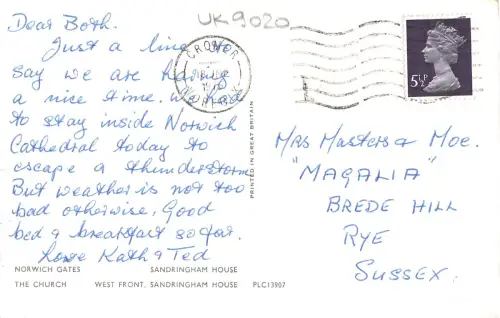 UK9020
Dear Both.
Just a line to
say we are having
a nice time. We had
to stay inside Norwich
Cathedral today to
escape a thunderstorm
But weather is not too
bad otherwise, Good
bed & breakfast so far.
Love Kath & Ted
NORWICH GATES SANDRINGHAM HOUSE
THE CHURCH WEST FRONT, SANDRINGHAM HOUSE PLC13907
PRINTED IN GREAT BRITAIN
CROMER
NORFOLK
5½P
Mrs Masters & Moe.
"MAGALIA"
BREDE HILL
RYE
SUSSEX.